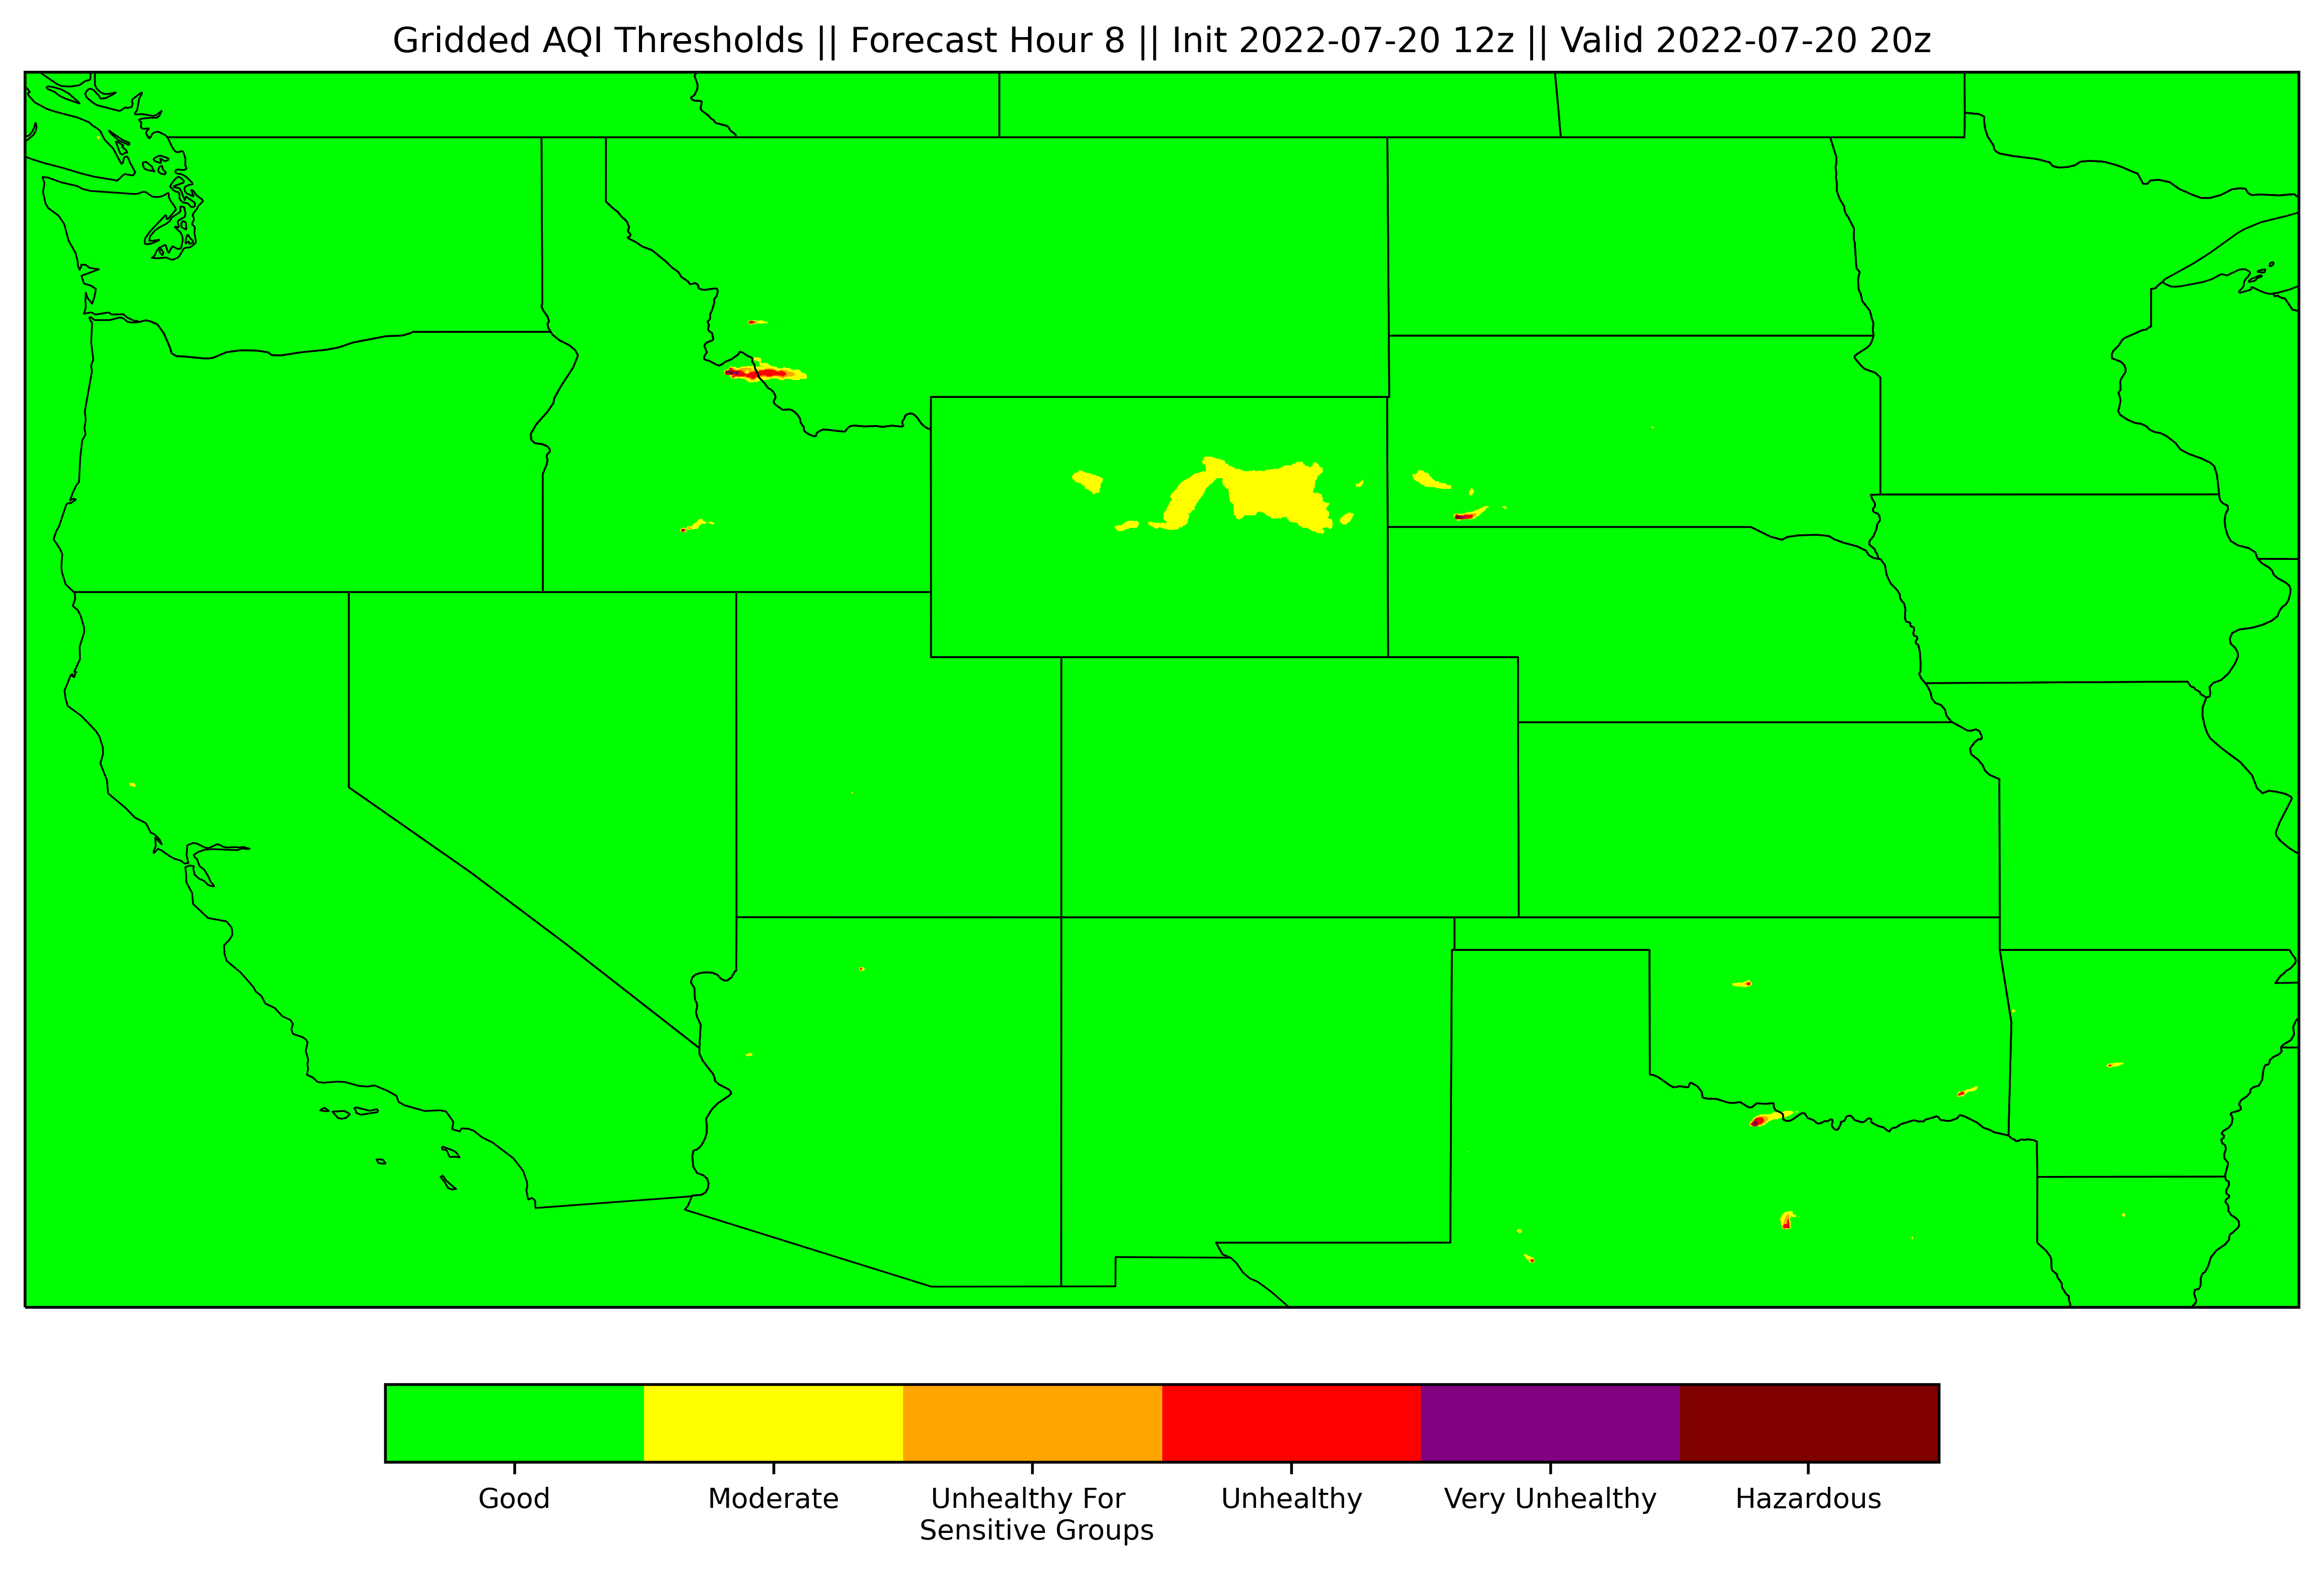 Gridded AQI Thresholds || Forecast Hour 8 || Init 2022-07-20 12z || Valid 2022-07-20 20z
Good
Moderate
Unhealthy For
Sensitive Groups
Unhealthy
Very Unhealthy
Hazardous